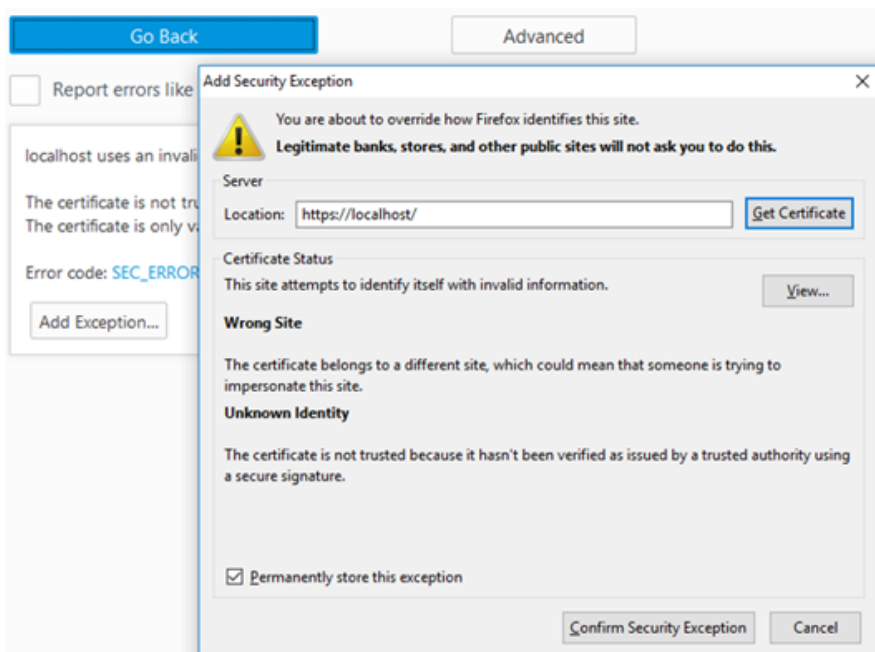 Go Back
Advanced
Report errors like
localhost uses an invali
The certificate is not tru
The certificate is only va
Error code: SEC_ERROR
Add Exception...
Add Security Exception
You are about to override how Firefox identifies this site.
Legitimate banks, stores, and other public sites will not ask you to do this.
Server
Location: https://localhost/ Get Certificate
Certificate Status
This site attempts to identify itself with invalid information.
View...
Wrong Site
The certificate belongs to a different site, which could mean that someone is trying to
impersonate this site.
Unknown Identity
The certificate is not trusted because it hasn't been verified as issued by a trusted authority using
a secure signature.
Permanently store this exception
Confirm Security Exception
Cancel